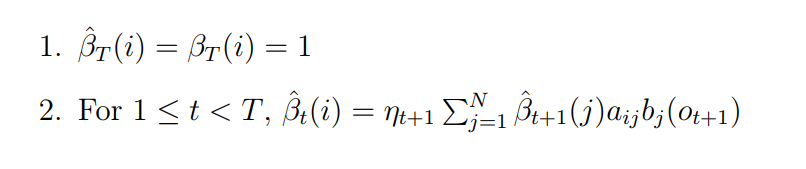 1. β̂_T(i) = β_T(i) = 1
2. For 1 ≤ t < T, β̂_t(i) = η_{t+1} ∑_{j=1}^{N} β̂_{t+1}(j)a_{ij}b_j(o_{t+1})